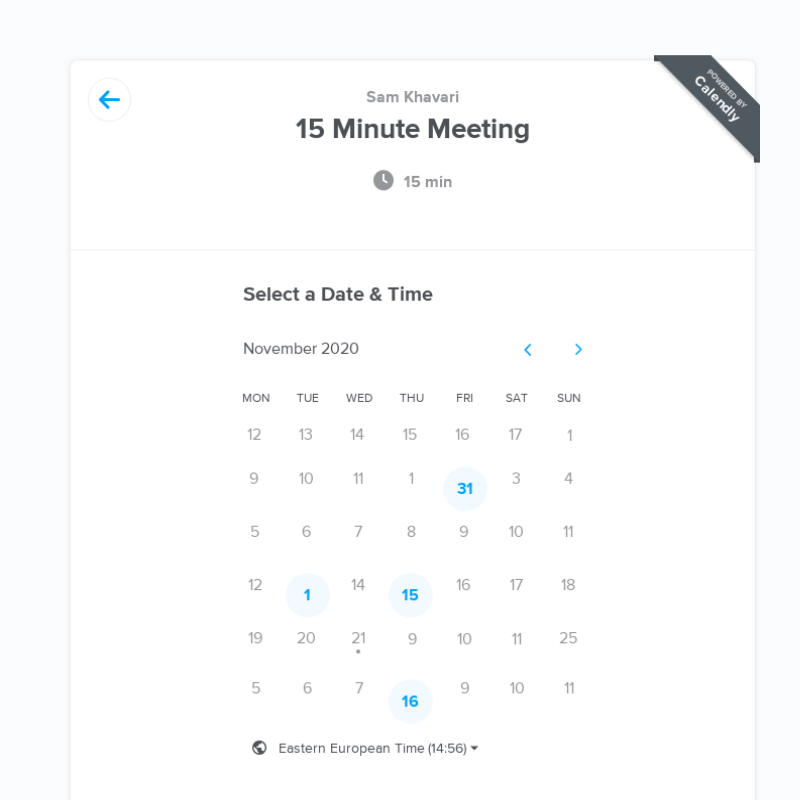 POWERED BY
Calendly
Sam Khavari
15 Minute Meeting
15 min
Select a Date & Time
November 2020
MON TUE WED THU FRI SAT SUN
12 13 14 15 16 17 1
9 10 11 1 31 3 4
5 6 7 8 9 10 11
12 1 14 15 16 17 18
19 20 21 9 10 11 25
5 6 7 16 9 10 11
Eastern European Time (14:56)